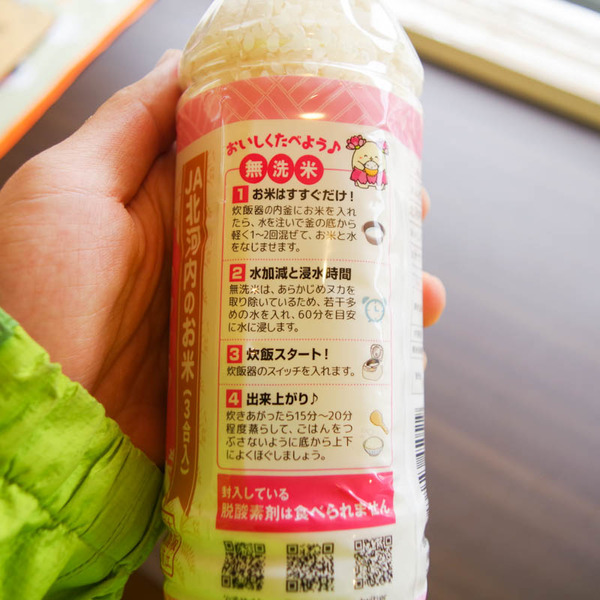 おいしくたべよう♪
無洗米
1 お米はすすぐだけ!
炊飯器の内釜にお米を入れ
たら、水を注いで釜の底から
軽く1~2回混ぜて、お米と水
をなじませます。
2 水加減と浸水時間
無洗米は、あらかじめヌカを
取り除いているため、若干多
めの水を入れ、60分を目安
に水に浸します。
3 炊飯スタート!
炊飯器のスイッチを入れます。
4 出来上がり♪
炊きあがったら15分~20分
程度蒸らして、ごはんをつ
ぶさないように底から上下
によくほぐしましょう。
封入している
脱酸素剤は食べられません
JA北河内のお米(3合入)